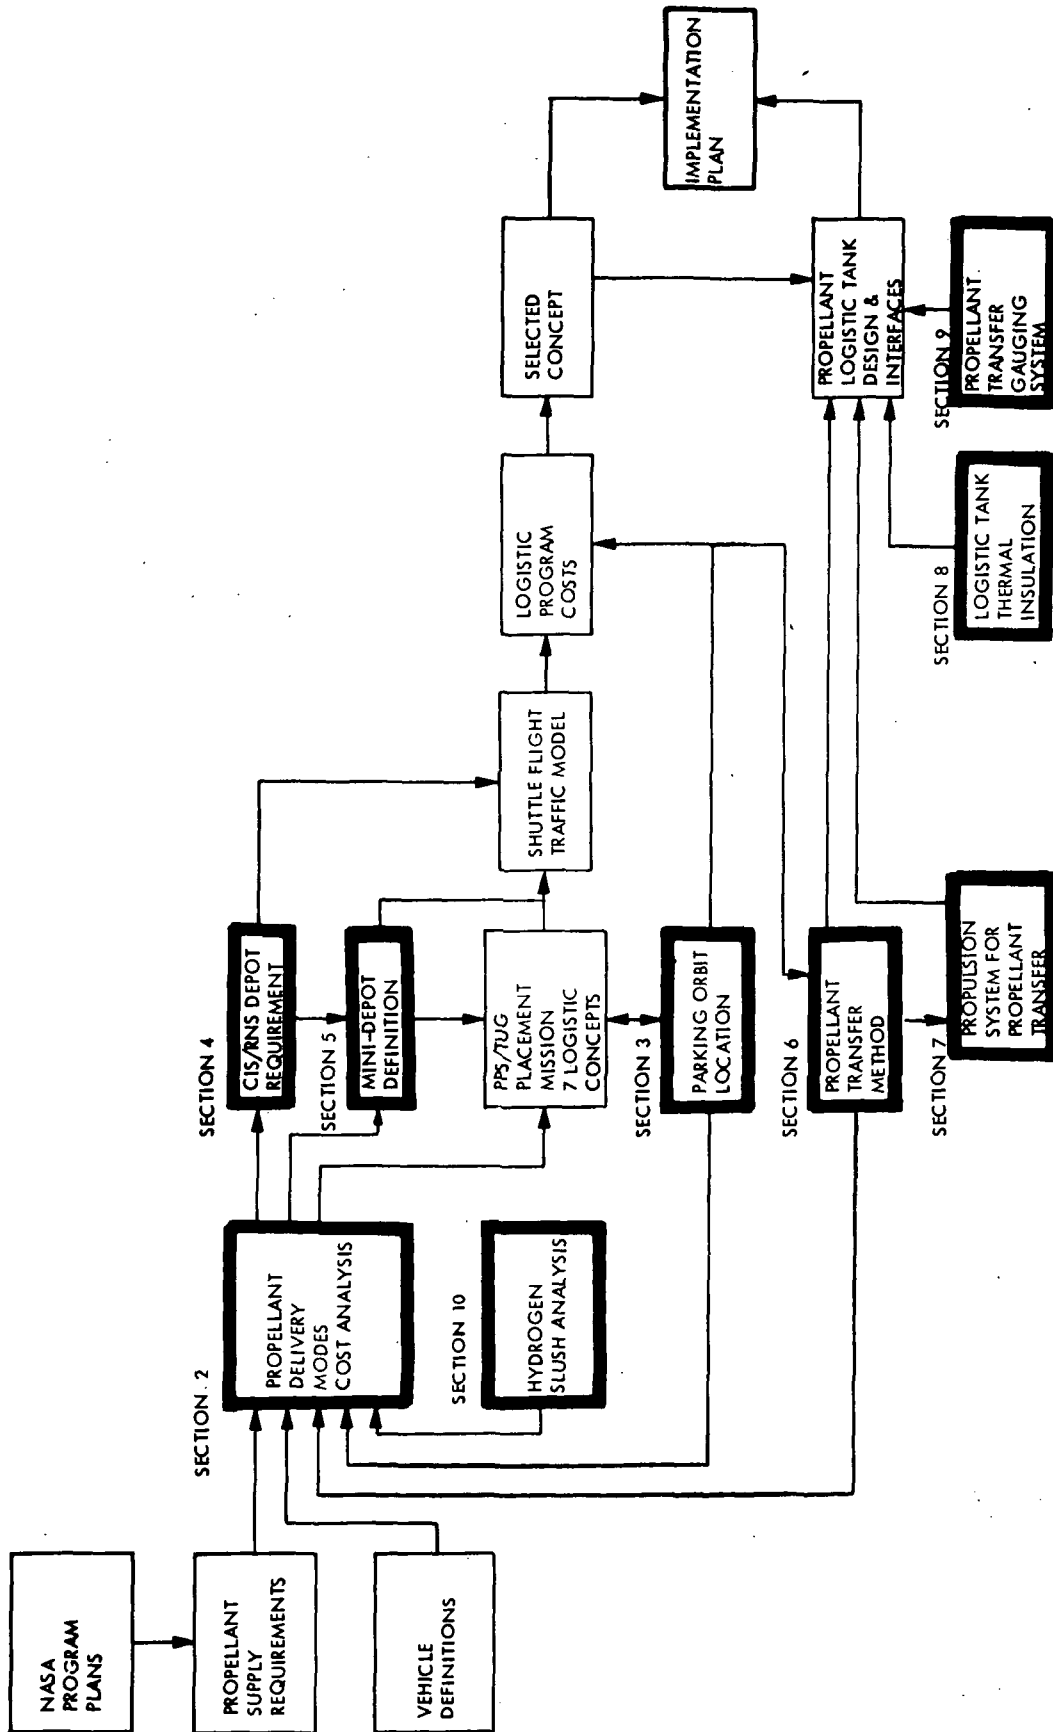 NASA
PROGRAM
PLANS
PROPELLANT
SUPPLY
REQUIREMENTS
VEHICLE
DEFINITIONS
SECTION 2
PROPELLANT
DELIVERY
MODES
COST ANALYSIS
SECTION 10
HYDROGEN
SLUSH ANALYSIS
SECTION 4
CIS/RNS DEPOT
REQUIREMENT
SECTION 5
MINI-DEPOT
DEFINITION
PPS/TUG
PLACEMENT
MISSION
7 LOGISTIC
CONCEPTS
SECTION 3
PARKING ORBIT
LOCATION
SECTION 6
PROPELLANT
TRANSFER
METHOD
SECTION 7
PROPULSION
SYSTEM FOR
PROPELLANT
TRANSFER
SHUTTLE FLIGHT
TRAFFIC MODEL
LOGISTIC
PROGRAM
COSTS
SELECTED
CONCEPT
PROPELLANT
LOGISTIC TANK
DESIGN &
INTERFACES
SECTION 8
LOGISTIC TANK
THERMAL
INSULATION
SECTION 9
PROPELLANT
TRANSFER
GAUGING
SYSTEM
IMPLEMENTATION
PLAN